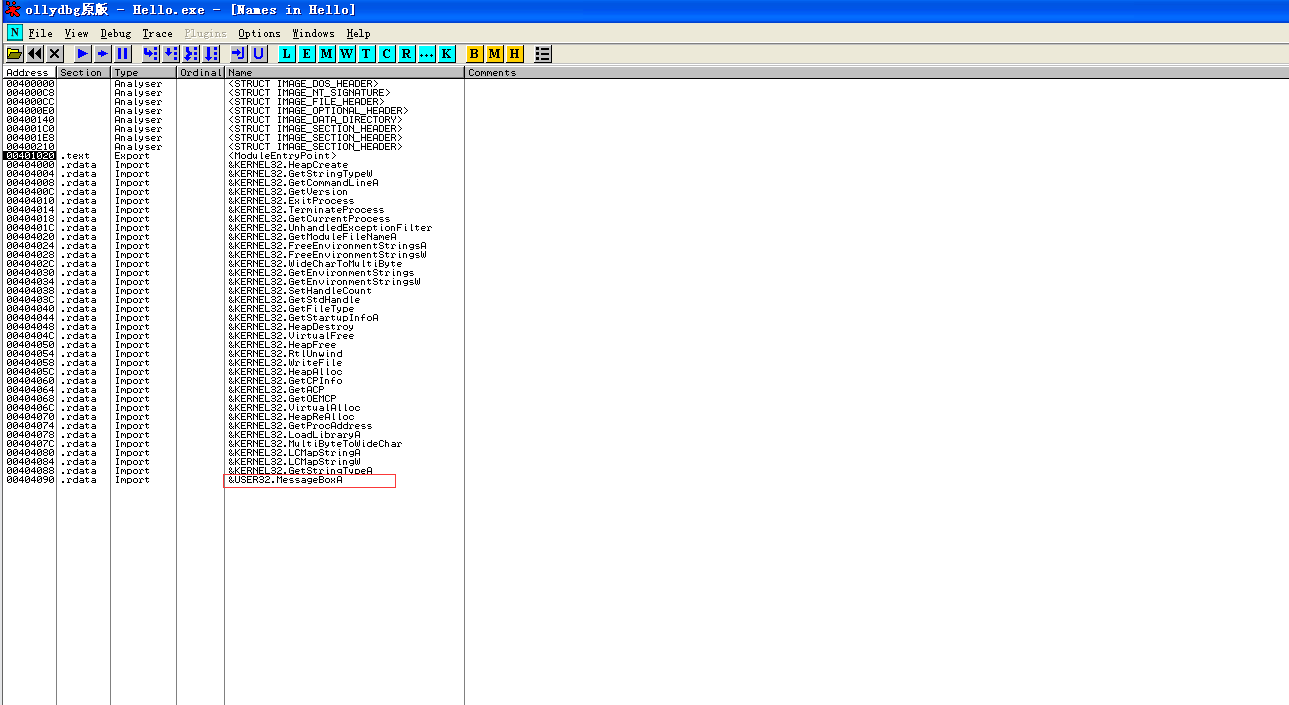 ollydbg原版 - Hello.exe - [Names in Hello]
N File View Debug Trace Plugins Options Windows Help
U L E M W T C R ... K B M H
Address Section Type Ordinal Name Comments
00400000 Analyser <STRUCT IMAGE_DOS_HEADER>
004000C8 Analyser <STRUCT IMAGE_NT_SIGNATURE>
004000CC Analyser <STRUCT IMAGE_FILE_HEADER>
004000E0 Analyser <STRUCT IMAGE_OPTIONAL_HEADER>
00400140 Analyser <STRUCT IMAGE_DATA_DIRECTORY>
004001C0 Analyser <STRUCT IMAGE_SECTION_HEADER>
004001E8 Analyser <STRUCT IMAGE_SECTION_HEADER>
00400210 Analyser <STRUCT IMAGE_SECTION_HEADER>
00401020 .text Export <ModuleEntryPoint>
00404000 .rdata Import &KERNEL32.HeapCreate
00404004 .rdata Import &KERNEL32.GetStringTypeW
00404008 .rdata Import &KERNEL32.GetCommandLineA
0040400C .rdata Import &KERNEL32.GetVersion
00404010 .rdata Import &KERNEL32.ExitProcess
00404014 .rdata Import &KERNEL32.TerminateProcess
00404018 .rdata Import &KERNEL32.GetCurrentProcess
0040401C .rdata Import &KERNEL32.UnhandledExceptionFilter
00404020 .rdata Import &KERNEL32.GetModuleFileNameA
00404024 .rdata Import &KERNEL32.FreeEnvironmentStringsA
00404028 .rdata Import &KERNEL32.FreeEnvironmentStringsW
0040402C .rdata Import &KERNEL32.WideCharToMultiByte
00404030 .rdata Import &KERNEL32.GetEnvironmentStrings
00404034 .rdata Import &KERNEL32.GetEnvironmentStringsW
00404038 .rdata Import &KERNEL32.SetHandleCount
0040403C .rdata Import &KERNEL32.GetStdHandle
00404040 .rdata Import &KERNEL32.GetFileType
00404044 .rdata Import &KERNEL32.GetStartupInfoA
00404048 .rdata Import &KERNEL32.HeapDestroy
0040404C .rdata Import &KERNEL32.VirtualFree
00404050 .rdata Import &KERNEL32.HeapFree
00404054 .rdata Import &KERNEL32.RtlUnwind
00404058 .rdata Import &KERNEL32.WriteFile
0040405C .rdata Import &KERNEL32.HeapAlloc
00404060 .rdata Import &KERNEL32.GetCPInfo
00404064 .rdata Import &KERNEL32.GetACP
00404068 .rdata Import &KERNEL32.GetOEMCP
0040406C .rdata Import &KERNEL32.VirtualAlloc
00404070 .rdata Import &KERNEL32.HeapReAlloc
00404074 .rdata Import &KERNEL32.GetProcAddress
00404078 .rdata Import &KERNEL32.LoadLibraryA
0040407C .rdata Import &KERNEL32.MultiByteToWideChar
00404080 .rdata Import &KERNEL32.LCMapStringA
00404084 .rdata Import &KERNEL32.LCMapStringW
00404088 .rdata Import &KERNEL32.GetStringTypeA
00404090 .rdata Import &USER32.MessageBoxA